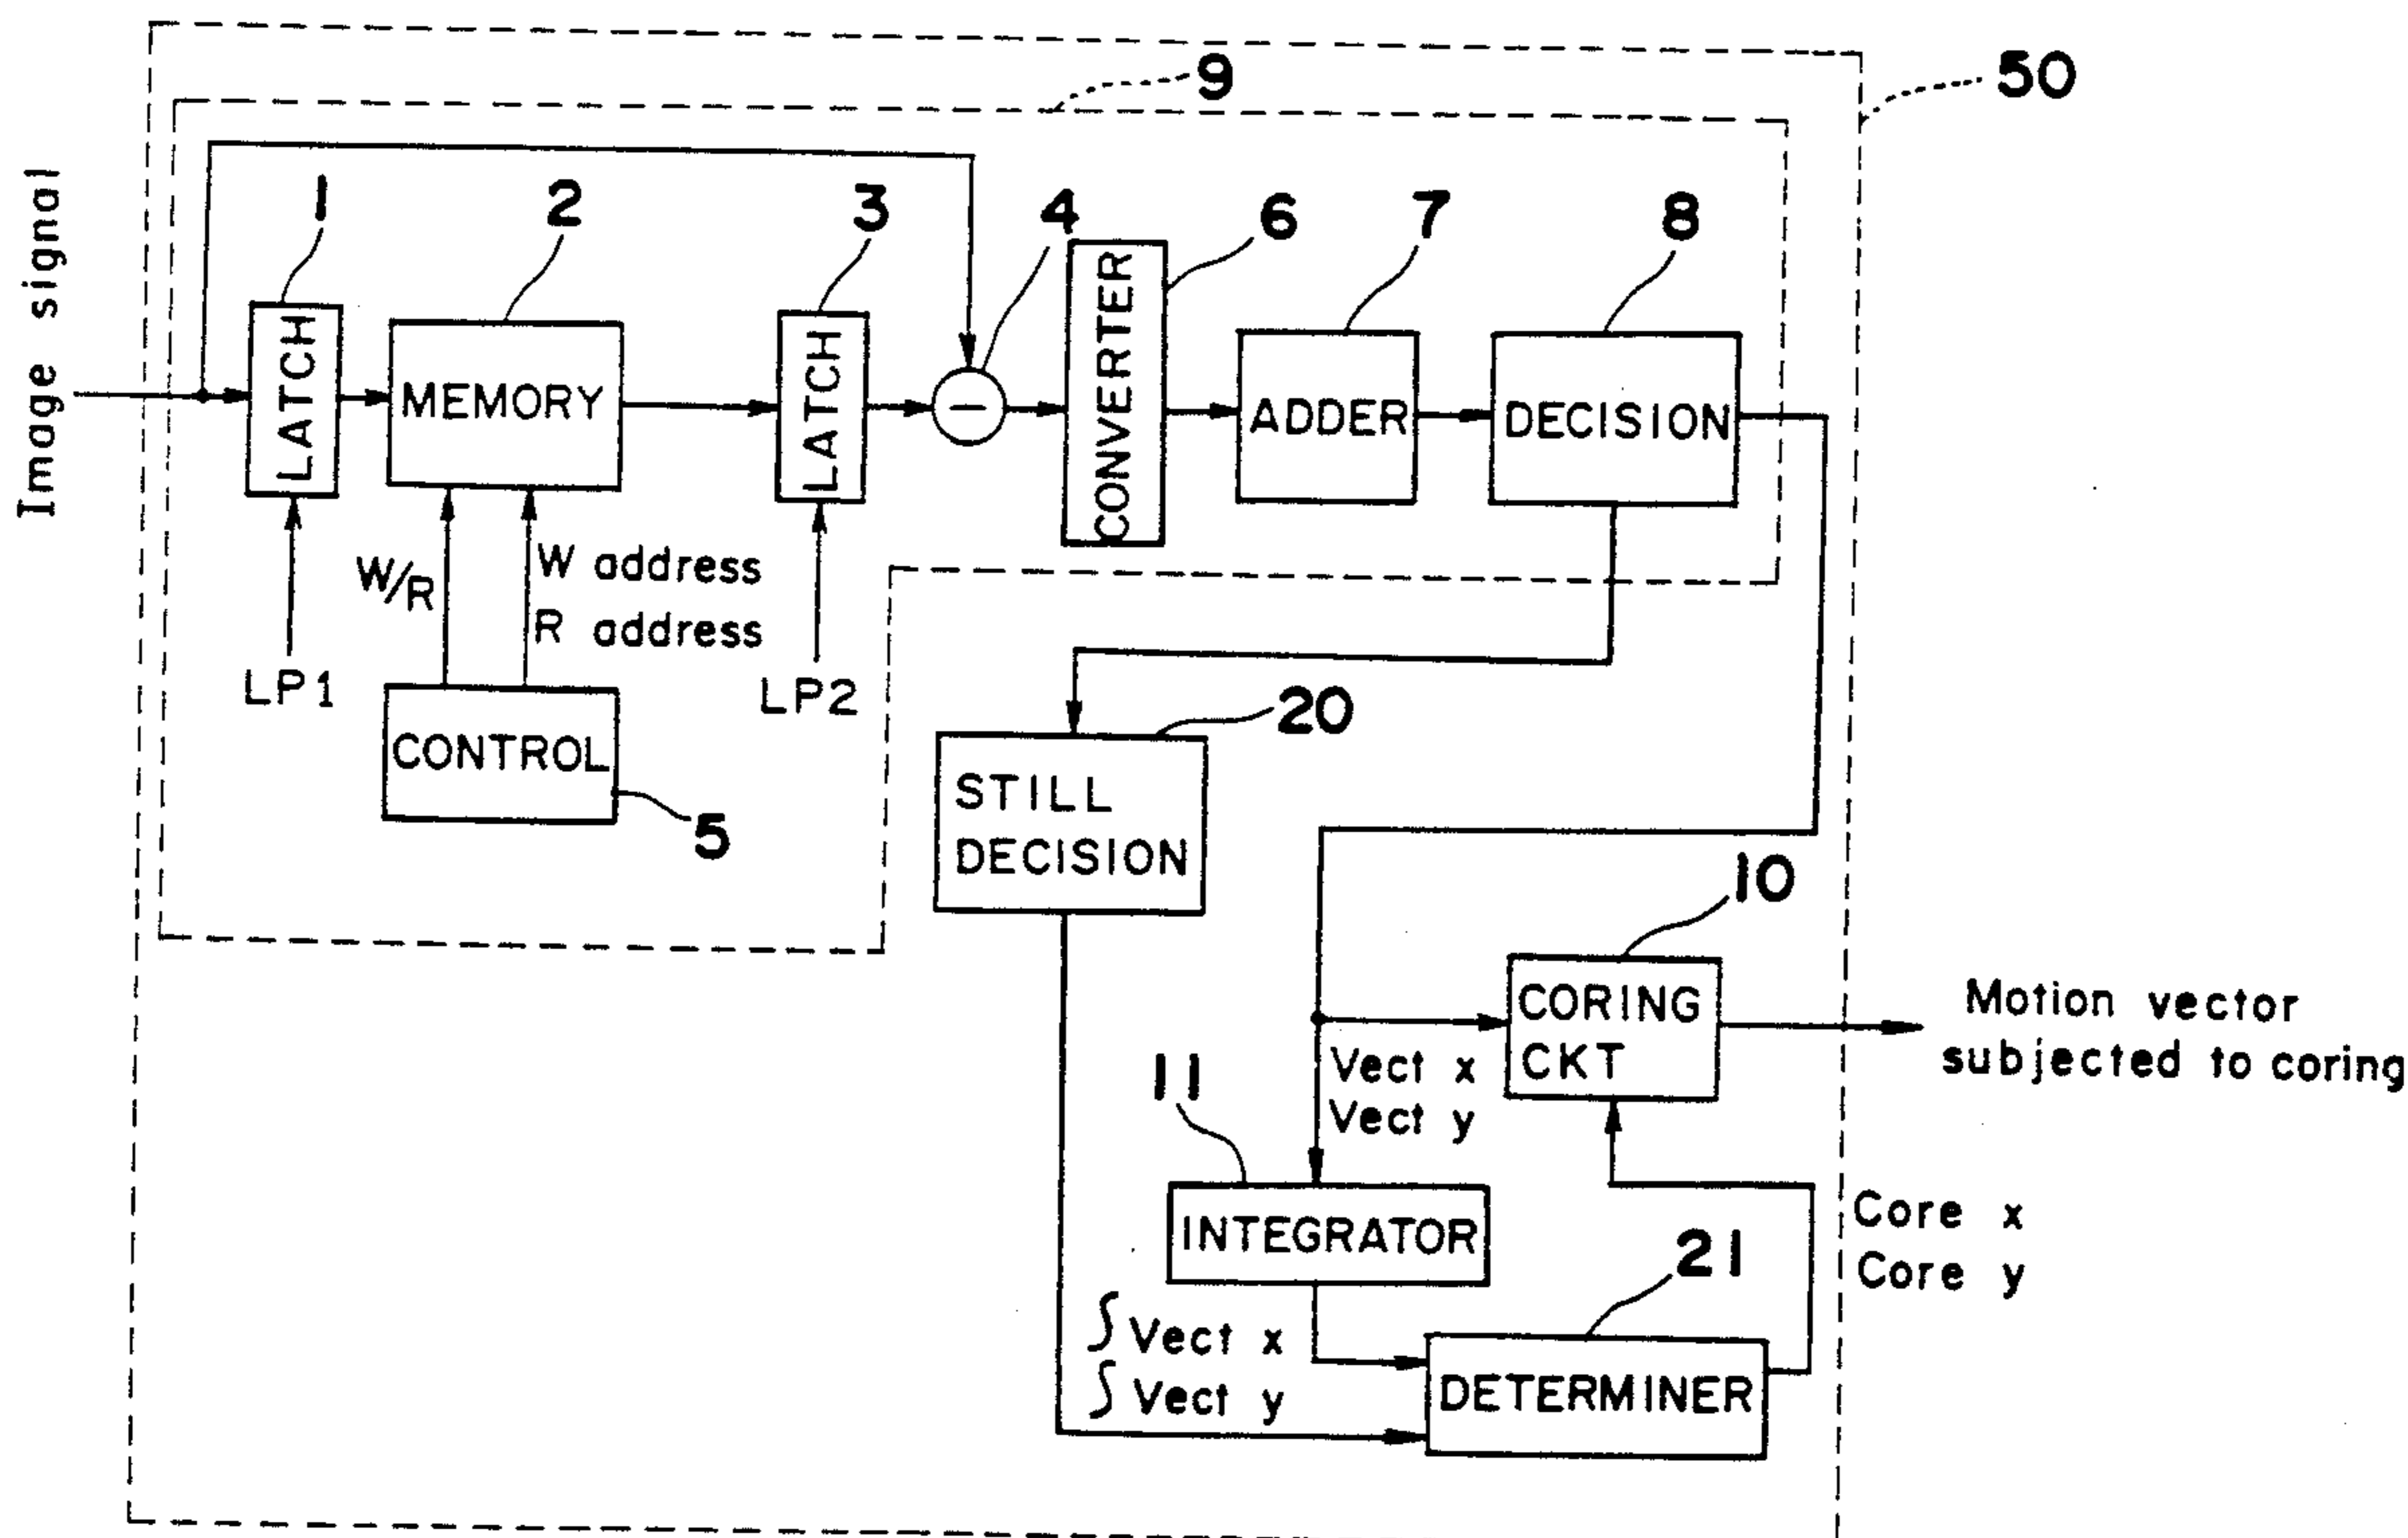 9
50
Image signal
1
2
3
4
6
7
8
LATCH
MEMORY
LATCH
−
CONVERTER
ADDER
DECISION
W/R
W address
R address
LP1
LP2
CONTROL
5
20
STILL
DECISION
10
CORING
CKT
Motion vector
subjected to coring
Vect x
Vect y
11
INTEGRATOR
Core x
Core y
21
∫ Vect x
∫ Vect y
DETERMINER